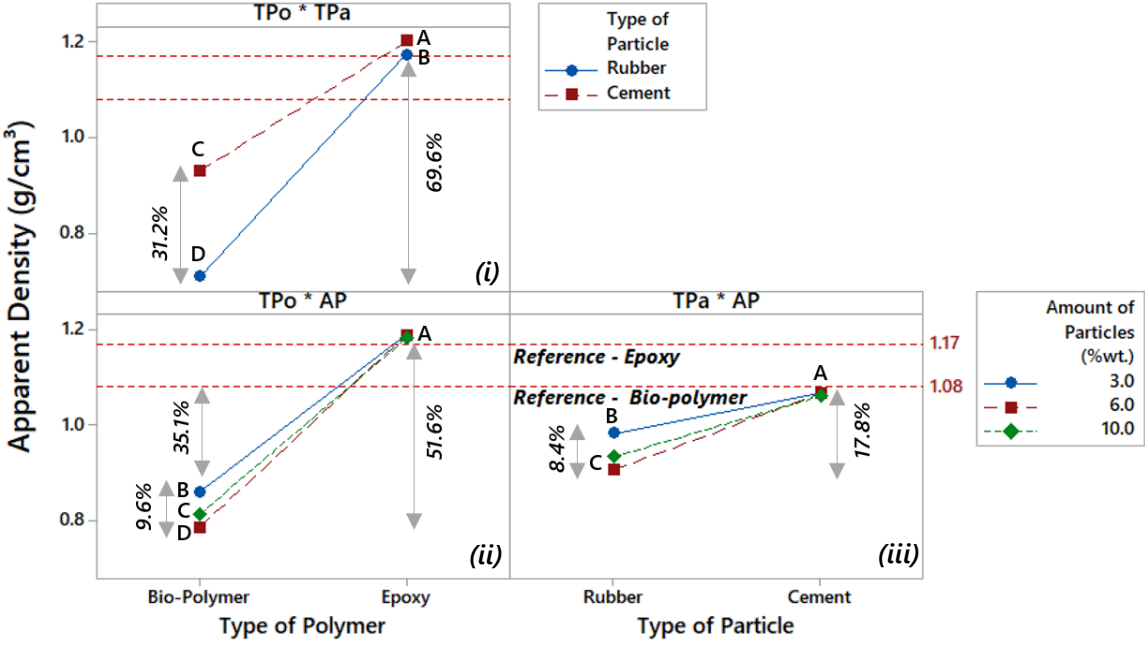 TPo * TPa
Type of
Particle
Rubber
Cement
Apparent Density (g/cm³)
1.2
1.0
0.8
A
B
C
D
31.2%
69.6%
(i)
TPo * AP
TPa * AP
1.2
1.0
0.8
A
B
C
D
35.1%
9.6%
51.6%
(ii)
Reference - Epoxy
Reference - Bio-polymer
A
B
C
8.4%
17.8%
(iii)
1.17
1.08
Amount of
Particles
(%wt.)
3.0
6.0
10.0
Bio-Polymer
Epoxy
Rubber
Cement
Type of Polymer
Type of Particle